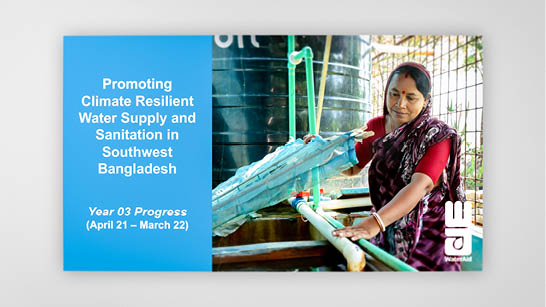 Promoting
Climate Resilient
Water Supply and
Sanitation in
Southwest
Bangladesh
Year 03 Progress
(April 21 – March 22)
WaterAid